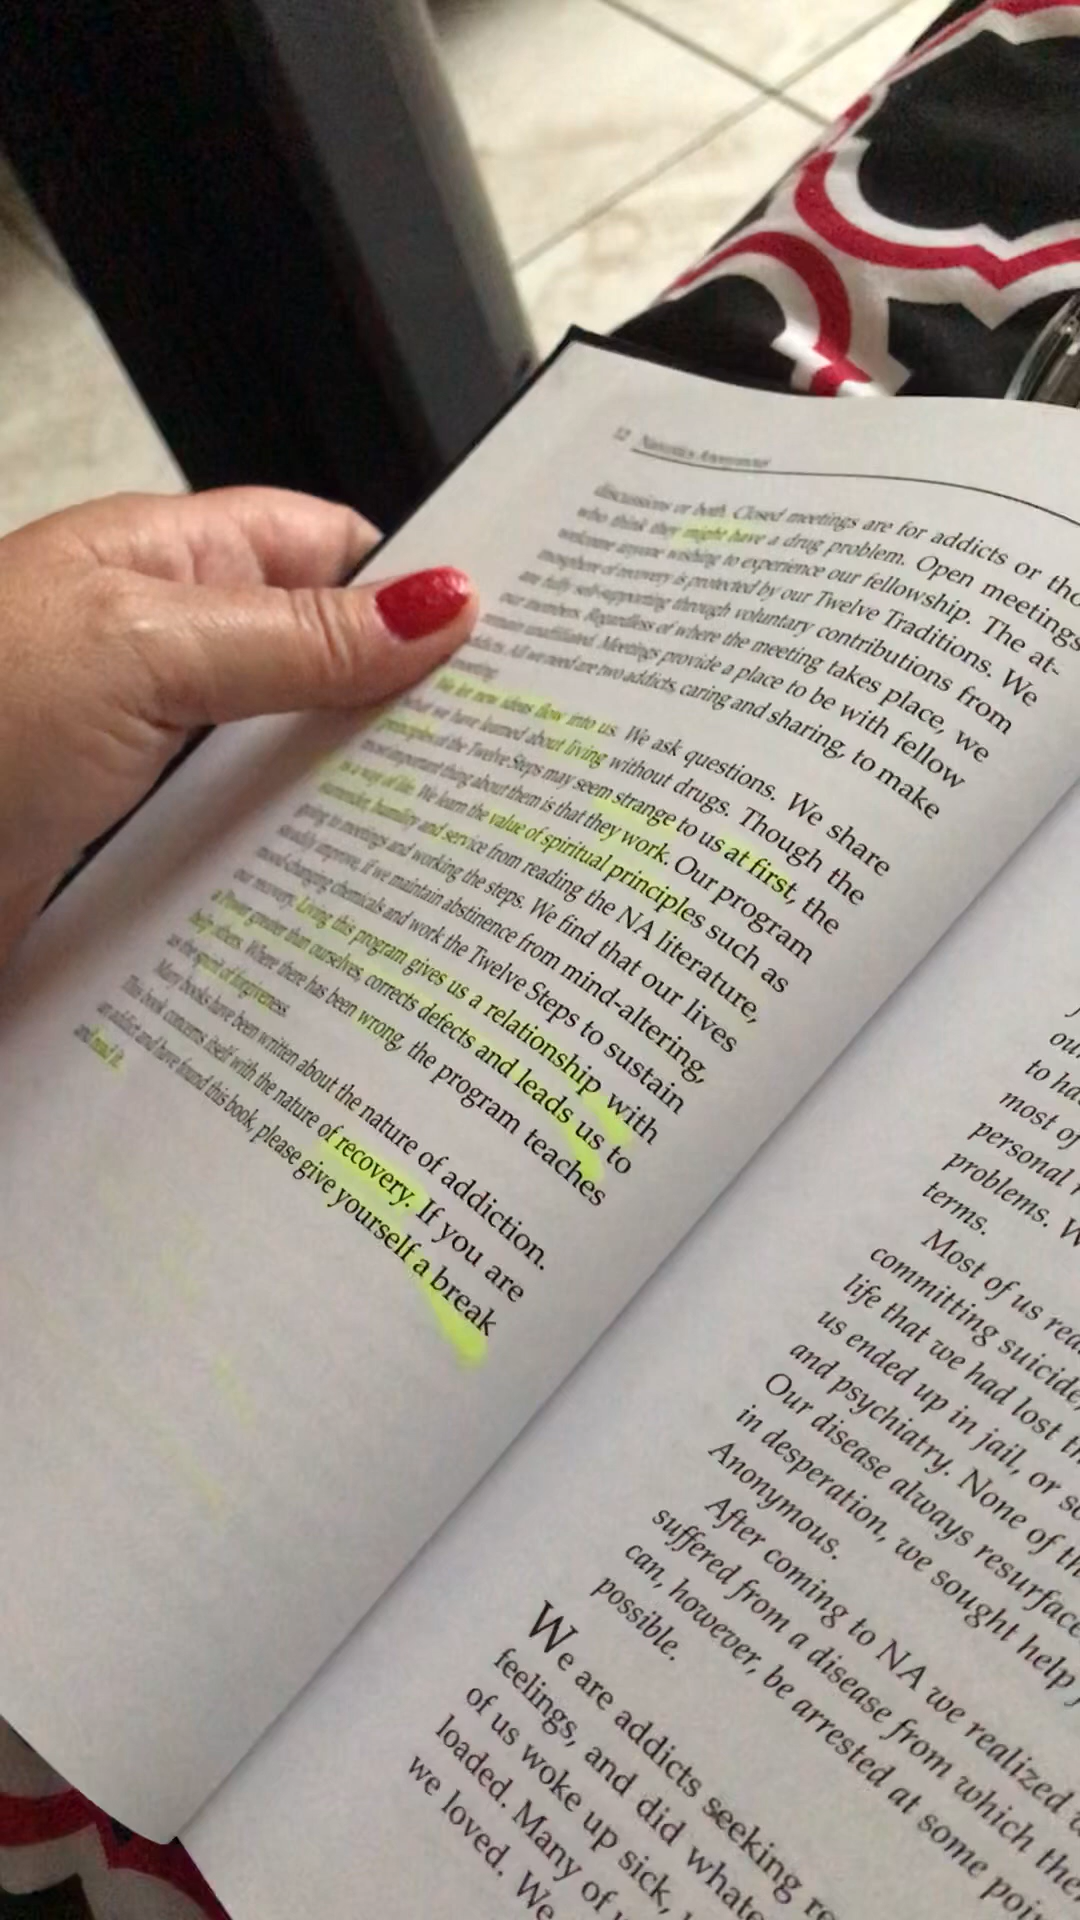 12 Narcotics Anonymous
discussions or both. Closed meetings are for addicts or tho
who think they might have a drug problem. Open meetings
welcome anyone wishing to experience our fellowship. The at-
mosphere of recovery is protected by our Twelve Traditions. We
are fully self-supporting through voluntary contributions from
our members. Regardless of where the meeting takes place, we
remain unaffiliated. Meetings provide a place to be with fellow
addicts. All we need are two addicts, caring and sharing, to make
meeting.
We let new ideas flow into us. We ask questions. We share
what we have learned about living without drugs. Though the
principles of the Twelve Steps may seem strange to us at first, the
most important thing about them is that they work. Our program
is a way of life. We learn the value of spiritual principles such as
surrender, humility and service from reading the NA literature,
going to meetings and working the steps. We find that our lives
steadily improve, if we maintain abstinence from mind-altering,
mood-changing chemicals and work the Twelve Steps to sustain
our recovery. Living this program gives us a relationship with
a Power greater than ourselves, corrects defects and leads us to
help others. Where there has been wrong, the program teaches
us the spirit of forgiveness.
Many books have been written about the nature of addiction.
This book concerns itself with the nature of recovery. If you are
an addict and have found this book, please give yourself a break
and read it.
ou
to ha
most of
personal
problems. W
terms.
Most of us rea
committing suicide,
life that we had lost th
us ended up in jail, or so
and psychiatry. None of th
Our disease always resurface
in desperation, we sought help
Anonymous.
After coming to NA we realized
suffered from a disease from which the
can, however, be arrested at some poi
possible.
We are addicts seeking re
feelings, and did whate
of us woke up sick,
loaded. Many of
we loved. We